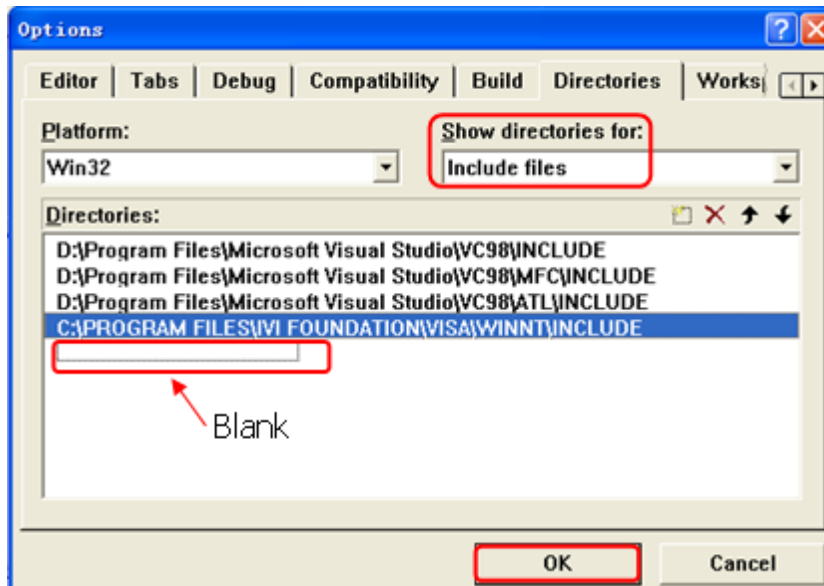 Options
Editor Tabs Debug Compatibility Build Directories Works
Platform: Show directories for:
Win32 Include files
Directories:
D:\Program Files\Microsoft Visual Studio\VC98\INCLUDE
D:\Program Files\Microsoft Visual Studio\VC98\MFC\INCLUDE
D:\Program Files\Microsoft Visual Studio\VC98\ATL\INCLUDE
C:\PROGRAM FILES\IVI FOUNDATION\VISA\WINNT\INCLUDE
Blank
OK Cancel